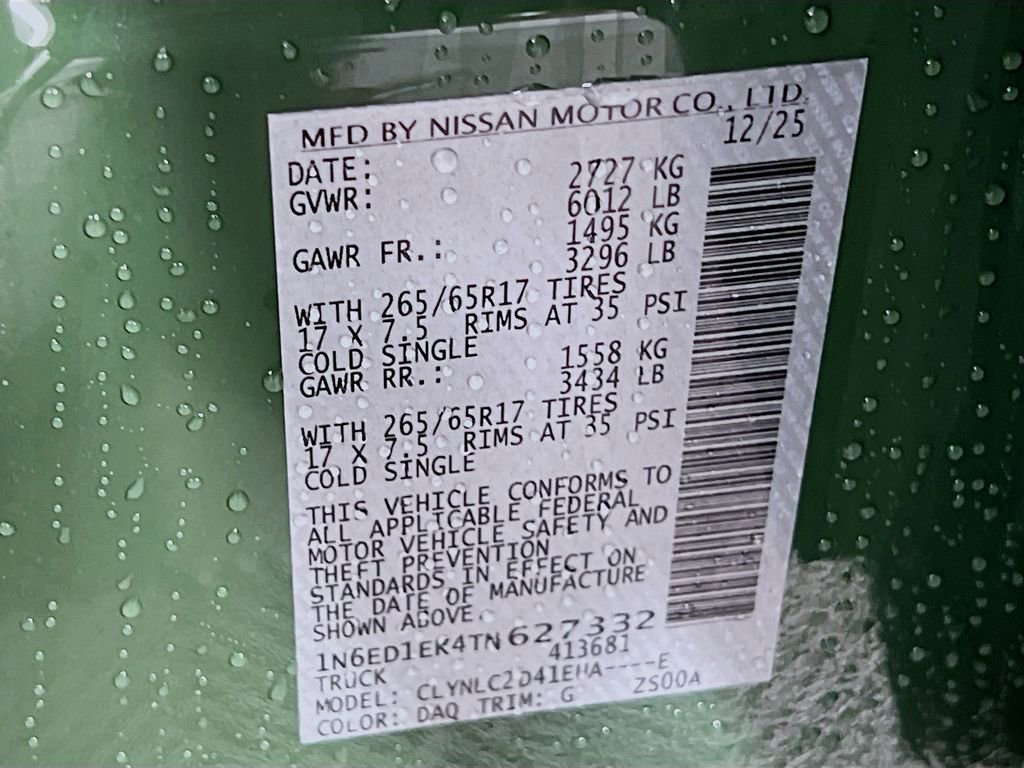 MFD BY NISSAN MOTOR CO., LTD.
DATE: 12/25
GVWR: 2727 KG
6012 LB
GAWR FR.: 1495 KG
3296 LB
WITH 265/65R17 TIRES
17 X 7.5 RIMS AT 35 PSI
COLD SINGLE
GAWR RR.: 1558 KG
3434 LB
WITH 265/65R17 TIRES
17 X 7.5 RIMS AT 35 PSI
COLD SINGLE
THIS VEHICLE CONFORMS TO
ALL APPLICABLE FEDERAL
MOTOR VEHICLE SAFETY AND
THEFT PREVENTION
STANDARDS IN EFFECT ON
THE DATE OF MANUFACTURE
SHOWN ABOVE.
1N6ED1EK4TN627332
TRUCK 413681
MODEL: CLYNLC2D41EHA----E
COLOR: DAQ TRIM: G ZS00A